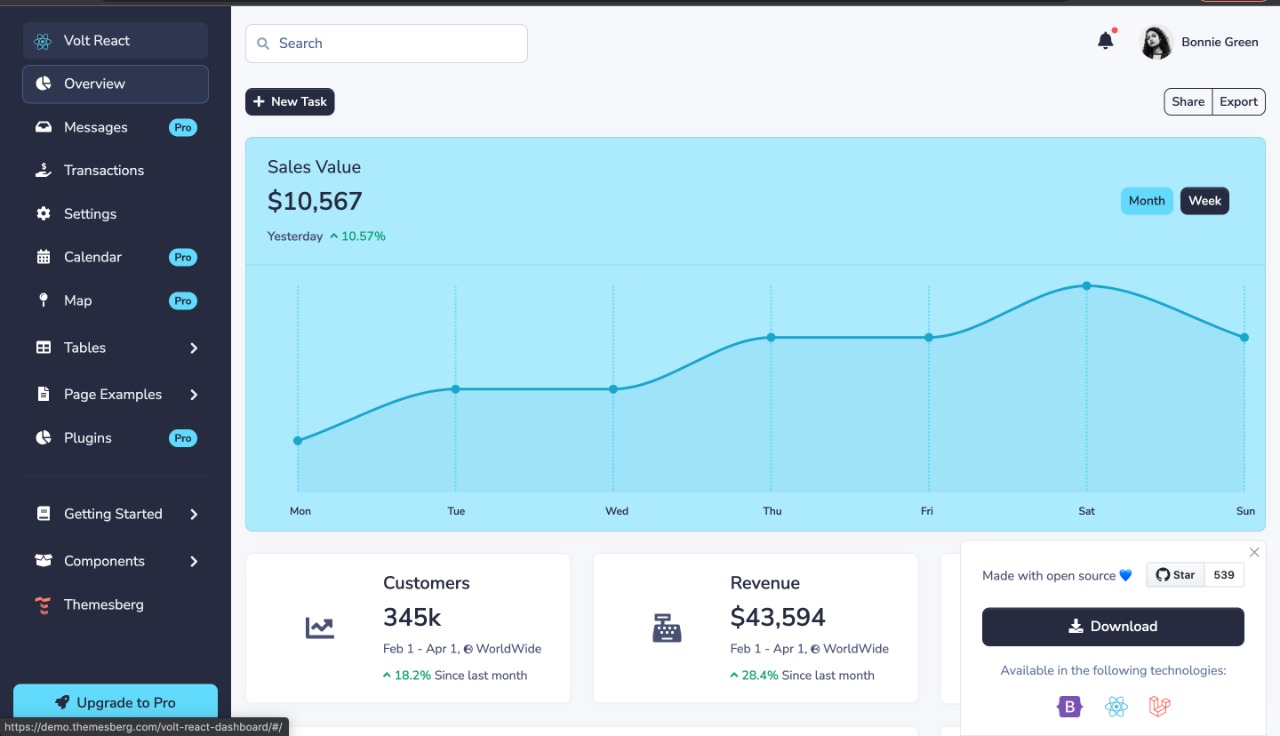 Volt React
Overview
Messages Pro
Transactions
Settings
Calendar Pro
Map Pro
Tables
Page Examples
Plugins Pro
Getting Started
Components
Themesberg
Upgrade to Pro
https://demo.themesberg.com/volt-react-dashboard/#/
Search
Bonnie Green
New Task
Share Export
Sales Value
$10,567
Yesterday 10.57%
Month Week
Mon Tue Wed Thu Fri Sat Sun
Customers
345k
Feb 1 - Apr 1, WorldWide
18.2% Since last month
Revenue
$43,594
Feb 1 - Apr 1, WorldWide
28.4% Since last month
Made with open source 💙 Star 539
Download
Available in the following technologies:
B